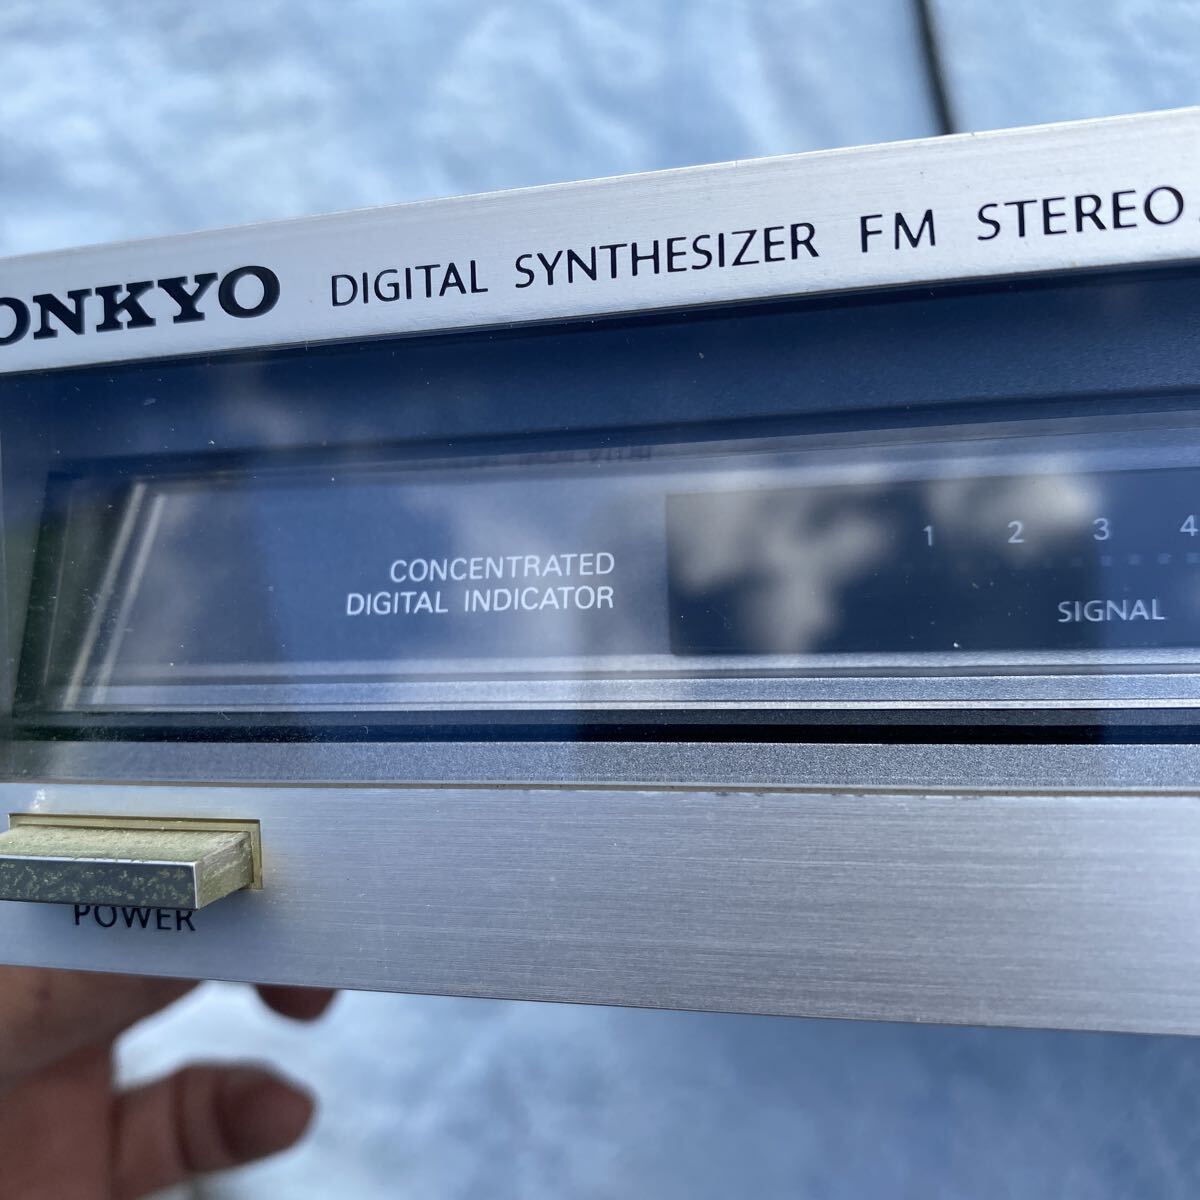 ONKYO DIGITAL SYNTHESIZER FM STEREO
CONCENTRATED
DIGITAL INDICATOR
1 2 3 4
SIGNAL
POWER